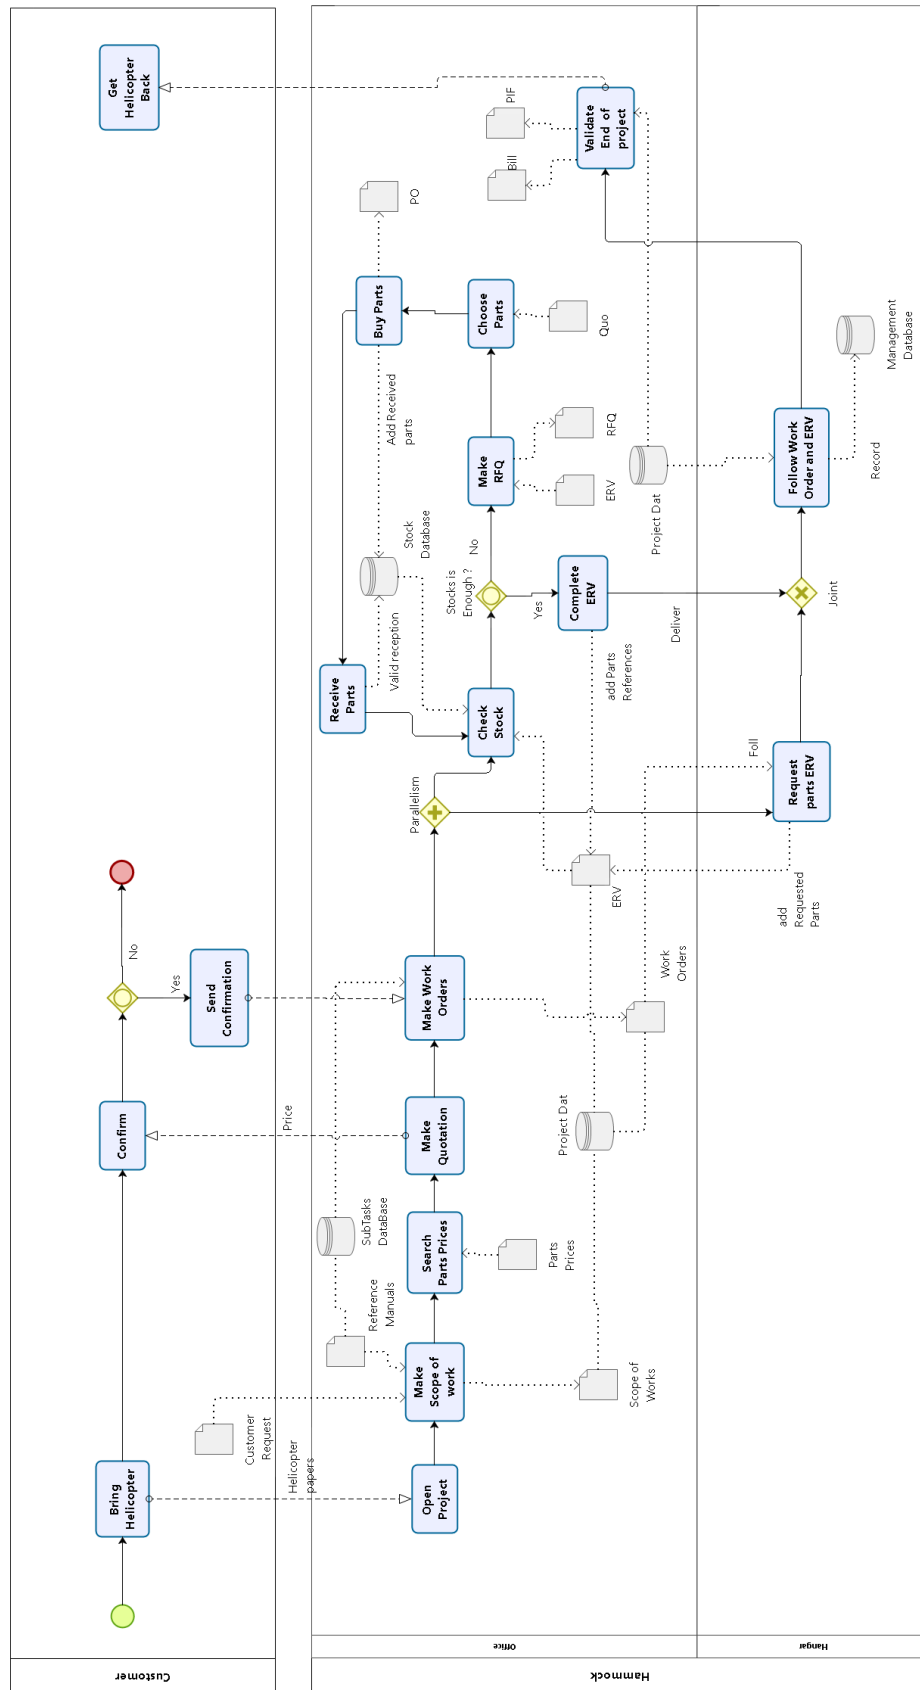 Customer
Bring
Helicopter
Confirm
No
Yes
Send
Confirmation
Get
Helicopter
Back
Customer
Request
Helicopter
papers
Price
Hammock
Office
Open
Project
Make
Scope of
work
Reference
Manuals
SubTasks
DataBase
Search
Parts Prices
Parts
Prices
Make
Quotation
Make Work
Orders
Scope of
Works
Project Dat
Work
Orders
Parallelism
ERV
Receive
Parts
Valid reception
Check
Stock
Stock
Database
Stocks is
Enough ?
No
Yes
Complete
ERV
add Parts
References
Deliver
Add Received
parts
Make
RFQ
ERV
RFQ
Choose
Parts
Quo
Buy Parts
PO
Project Dat
Bill
PIF
Validate
End of
project
Hangar
add
Requested
Parts
Foll
Request
parts ERV
Joint
Follow Work
Order and ERV
Record
Management
Database